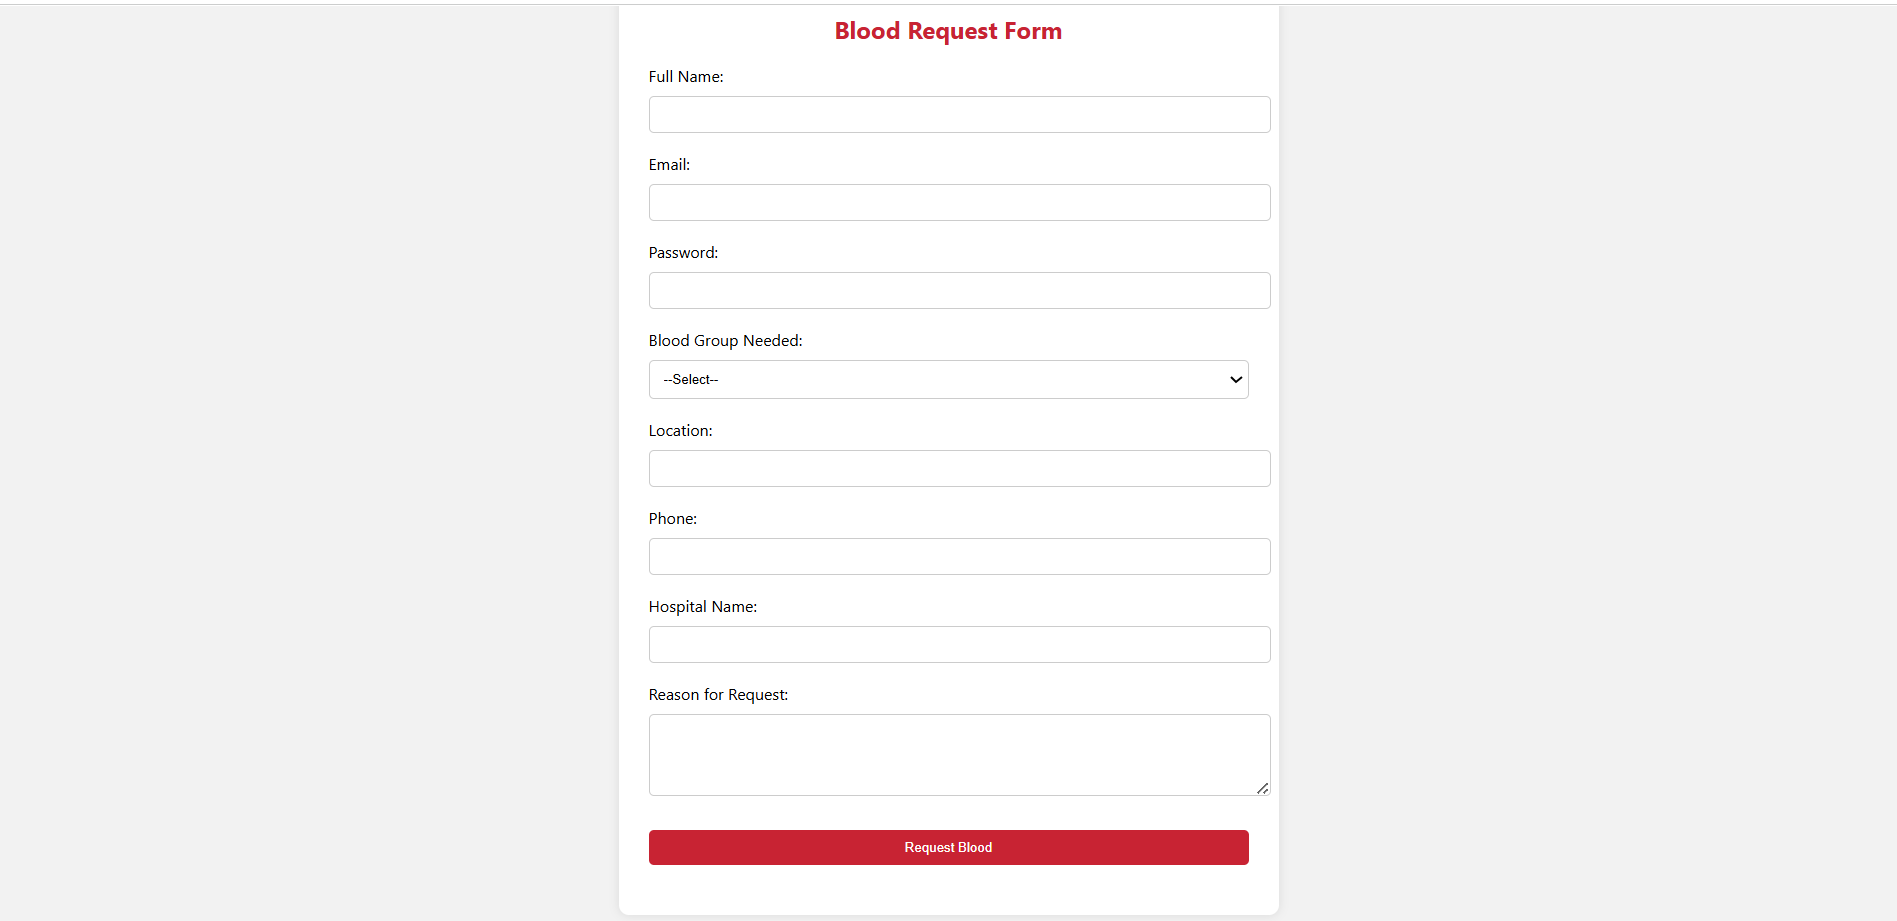 Blood Request Form
Full Name:
Email:
Password:
Blood Group Needed:
--Select--
Location:
Phone:
Hospital Name:
Reason for Request:
Request Blood